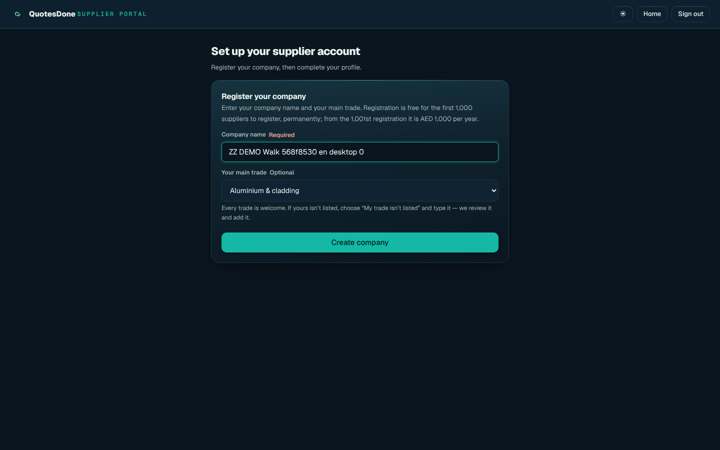 QuotesDone SUPPLIER PORTAL
Home
Sign out
Set up your supplier account
Register your company, then complete your profile.
Register your company
Enter your company name and your main trade. Registration is free for the first 1,000
suppliers to register, permanently; from the 1,001st registration it is AED 1,000 per year.
Company name Required
ZZ DEMO Walk 568f8530 en desktop 0
Your main trade Optional
Aluminium & cladding
Every trade is welcome. If yours isn't listed, choose "My trade isn't listed" and type it — we review it
and add it.
Create company